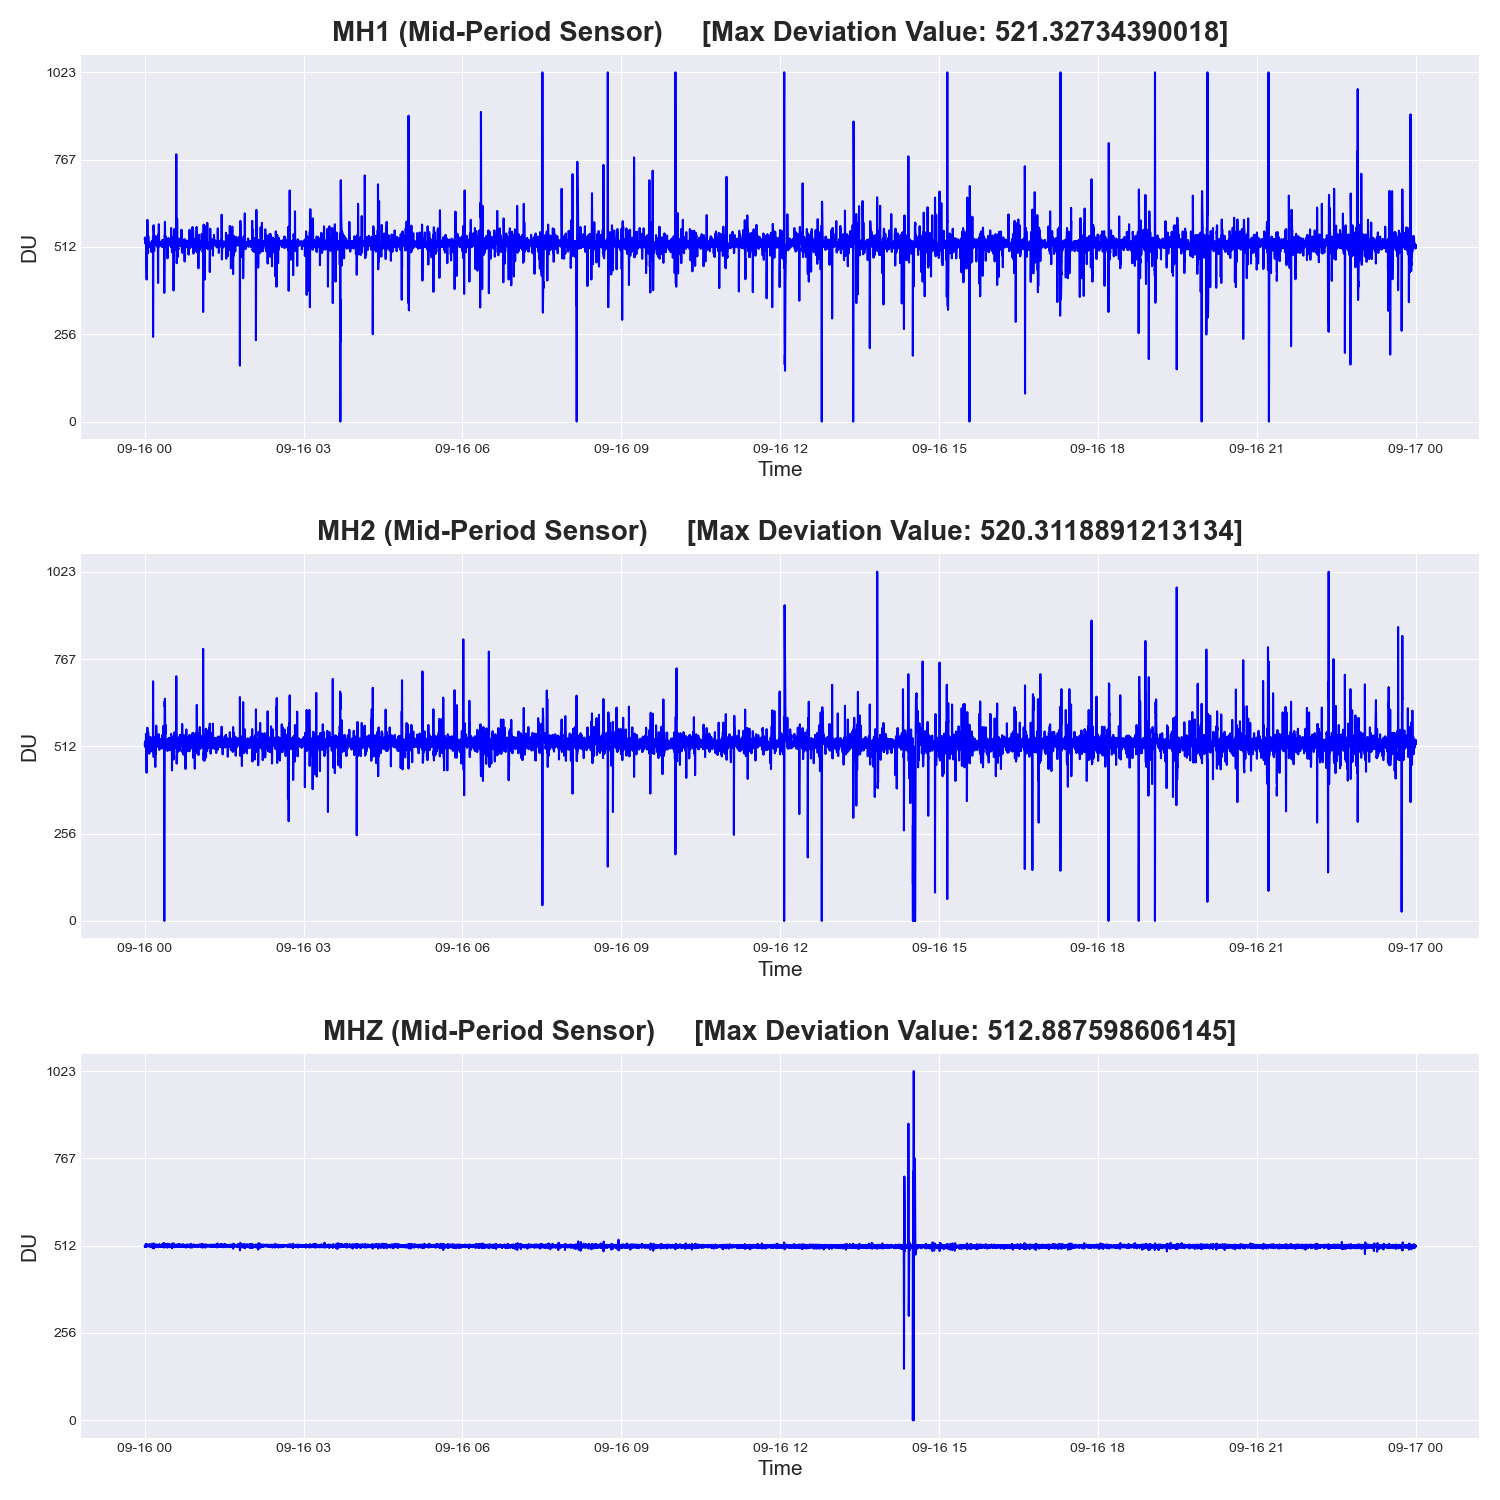 MH1 (Mid-Period Sensor) [Max Deviation Value: 521.32734390018]
1023
767
512
256
0
DU
09-16 00 09-16 03 09-16 06 09-16 09 09-16 12 09-16 15 09-16 18 09-16 21 09-17 00
Time
MH2 (Mid-Period Sensor) [Max Deviation Value: 520.3118891213134]
1023
767
512
256
0
DU
09-16 00 09-16 03 09-16 06 09-16 09 09-16 12 09-16 15 09-16 18 09-16 21 09-17 00
Time
MHZ (Mid-Period Sensor) [Max Deviation Value: 512.887598606145]
1023
767
512
256
0
DU
09-16 00 09-16 03 09-16 06 09-16 09 09-16 12 09-16 15 09-16 18 09-16 21 09-17 00
Time